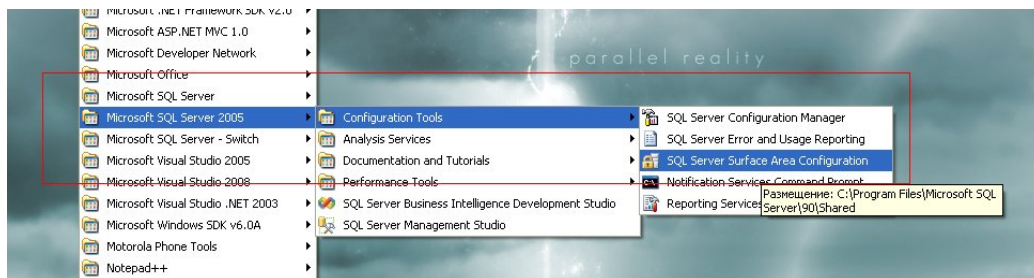 Microsoft .NET Framework SDK v2.0
Microsoft ASP.NET MVC 1.0
Microsoft Developer Network
Microsoft Office
Microsoft SQL Server
Microsoft SQL Server 2005
Microsoft SQL Server - Switch
Microsoft Visual Studio 2005
Microsoft Visual Studio 2008
Microsoft Visual Studio .NET 2003
Microsoft Windows SDK v6.0A
Motorola Phone Tools
Notepad++
parallel reality
Configuration Tools
Analysis Services
Documentation and Tutorials
Performance Tools
SQL Server Business Intelligence Development Studio
SQL Server Management Studio
SQL Server Configuration Manager
SQL Server Error and Usage Reporting
SQL Server Surface Area Configuration
Notification Services Command Prompt
Reporting Services
Размещение: C:\Program Files\Microsoft SQL
Server\90\Shared